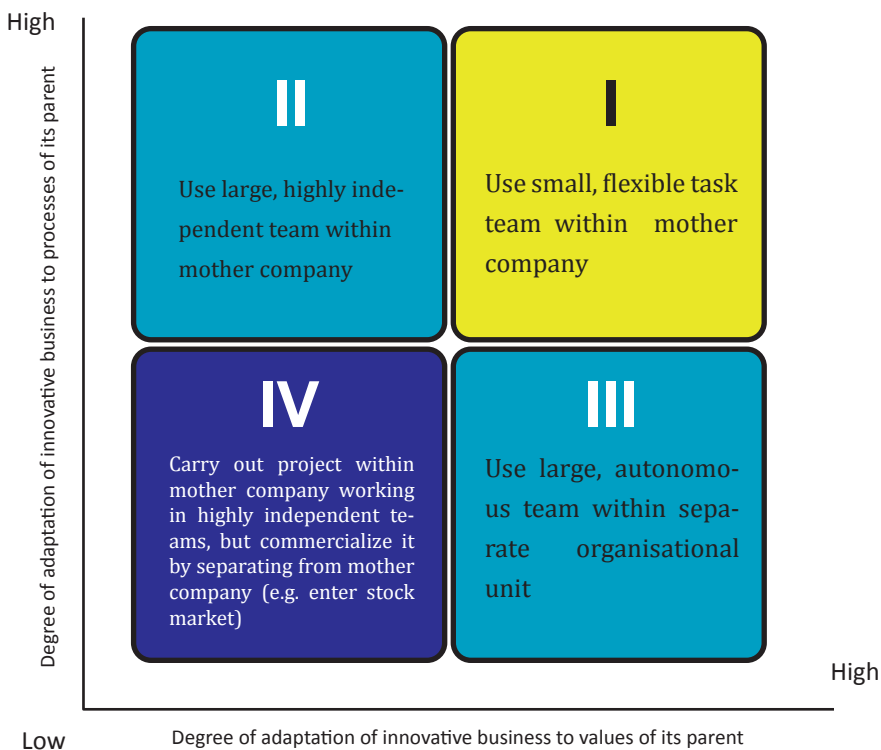 High
Degree of adaptation of innovative business to processes of its parent
II
Use large, highly inde-
pendent team within
mother company
I
Use small, flexible task
team within mother
company
IV
Carry out project within
mother company working
in highly independent te-
ams, but commercialize it
by separating from mother
company (e.g. enter stock
market)
III
Use large, autonomo-
us team within sepa-
rate organisational
unit
High
Low
Degree of adaptation of innovative business to values of its parent